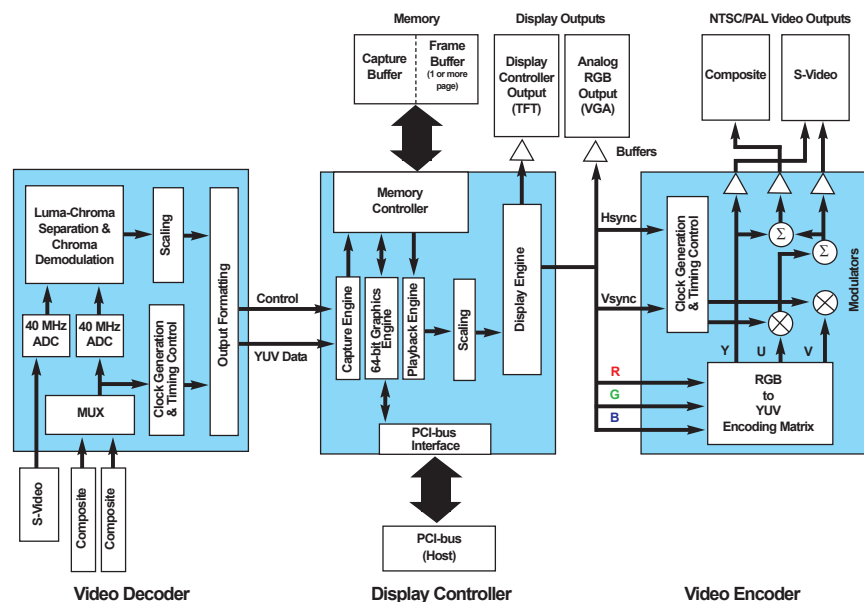 Memory
Display Outputs
NTSC/PAL Video Outputs
Capture
Buffer
Frame
Buffer
(1 or more
page)
Display
Controller
Output
(TFT)
Analog
RGB
Output
(VGA)
Composite
S-Video
Buffers
Luma-Chroma
Separation &
Chroma
Demodulation
Scaling
Output Formatting
40 MHz
ADC
40 MHz
ADC
Clock Generation
& Timing Control
MUX
S-Video
Composite
Composite
Control
YUV Data
Memory
Controller
Capture Engine
64-bit Graphics
Engine
Playback Engine
Scaling
Display Engine
PCI-bus
Interface
PCI-bus
(Host)
Hsync
Vsync
R
G
B
Clock Generation
& Timing Control
Σ
Σ
Modulators
Y
U
V
RGB
to
YUV
Encoding Matrix
Video Decoder
Display Controller
Video Encoder